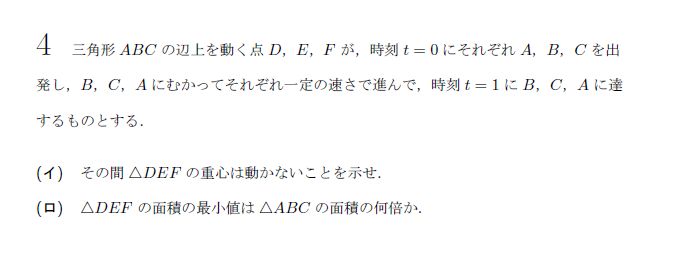 4 三角形 ABC の辺上を動く点 D，E，F が，時刻 t = 0 にそれぞれ A，B，C を出
発し，B，C，A にむかってそれぞれ一定の速さで進んで，時刻 t = 1 に B，C，A に達
するものとする．
(イ) その間 △DEF の重心は動かないことを示せ．
(ロ) △DEF の面積の最小値は △ABC の面積の何倍か．